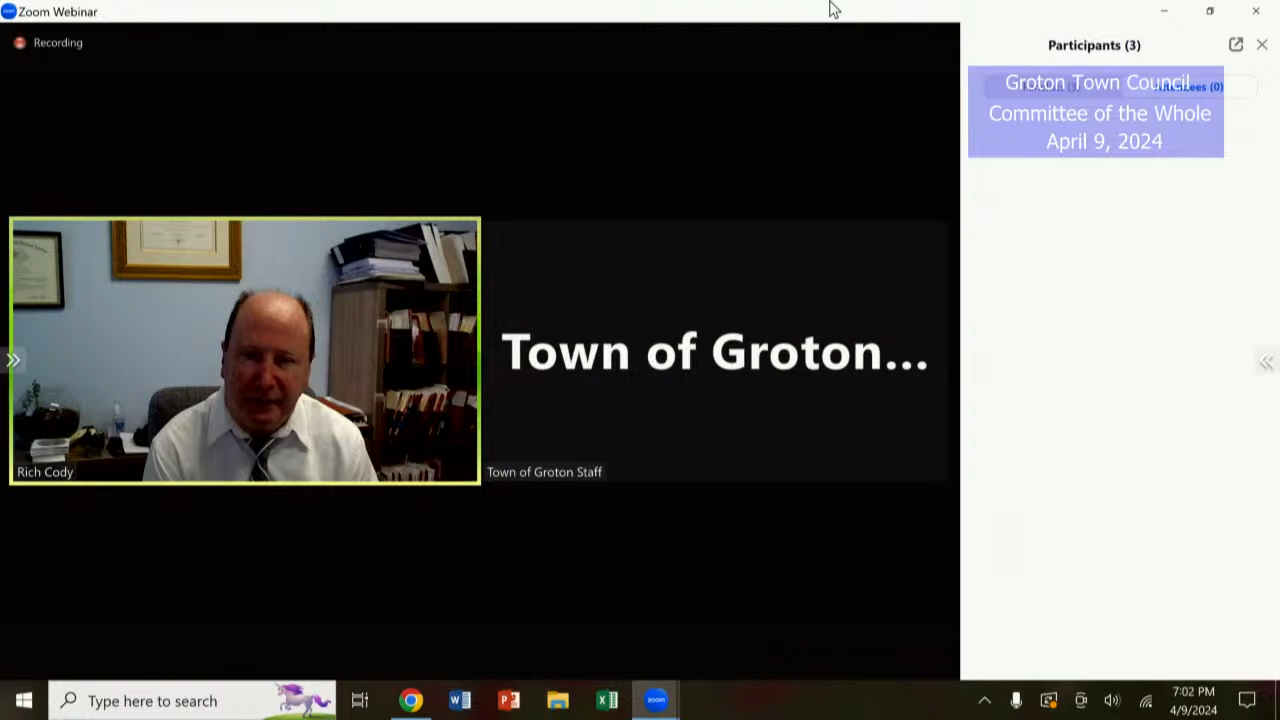 Zoom Webinar
Recording
Participants (3)
Groton Town Council
Committee of the Whole
April 9, 2024
Town of Groton...
Rich Cody
Town of Groton Staff
Type here to search
zoom
7:02 PM
4/9/2024